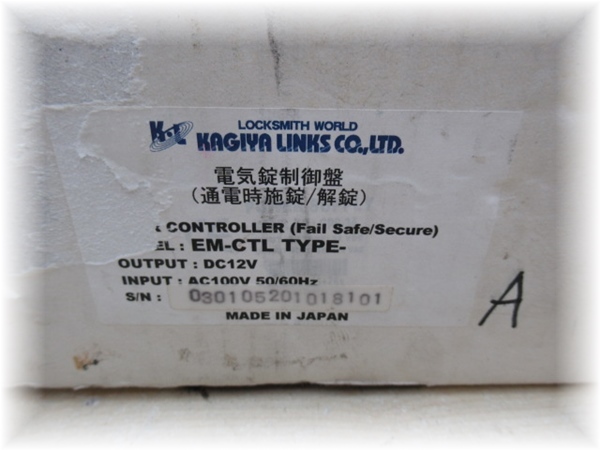 K&L
LOCKSMITH WORLD
KAGIYA LINKS CO.,LTD.
電気錠制御盤
(通電時施錠/解錠)
CONTROLLER (Fail Safe/Secure)
EL : EM-CTL TYPE-
OUTPUT : DC12V
INPUT : AC100V 50/60Hz
S/N : 030105201018101
MADE IN JAPAN
A